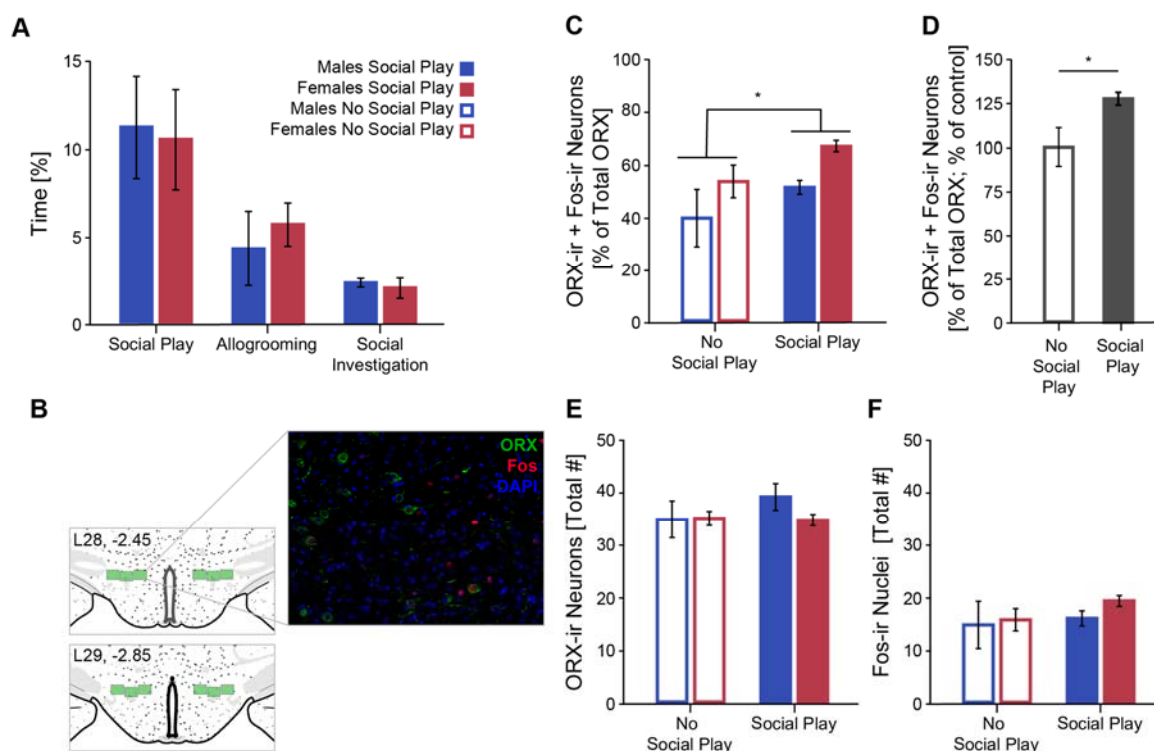 A
15
10
5
0
Time [%]
Males Social Play
Females Social Play
Males No Social Play
Females No Social Play
Social Play
Allogrooming
Social
Investigation
B
L28, -2.45
L29, -2.85
ORX
Fos
DAPI
C
100
80
60
40
20
0
ORX-ir + Fos-ir Neurons
[% of Total ORX]
*
No
Social Play
Social Play
D
150
125
100
75
50
25
0
ORX-ir + Fos-ir Neurons
[% of Total ORX; % of control]
*
No
Social
Play
Social
Play
E
50
40
30
20
10
0
ORX-ir Neurons [Total #]
No
Social Play
Social Play
F
50
40
30
20
10
0
Fos-ir Nuclei [Total #]
No
Social Play
Social Play